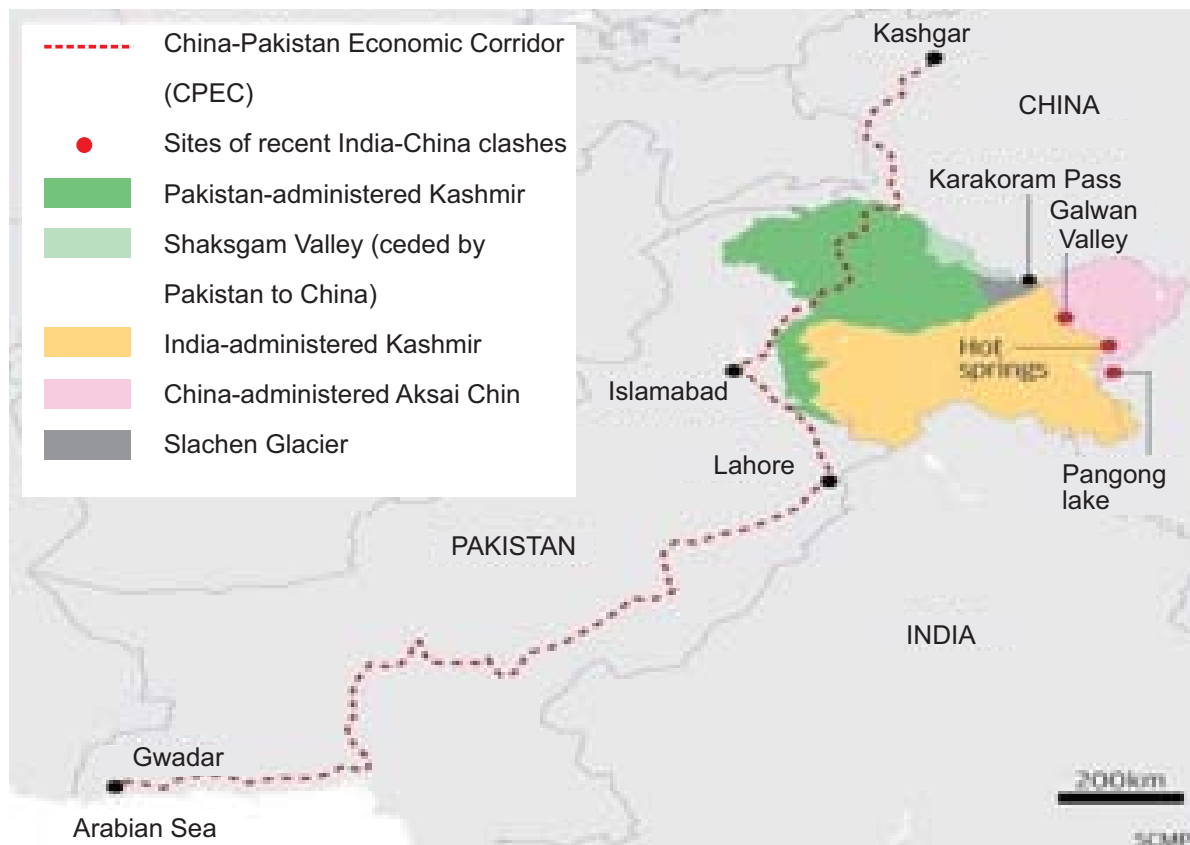 China-Pakistan Economic Corridor
(CPEC)
Sites of recent India-China clashes
Pakistan-administered Kashmir
Shaksgam Valley (ceded by
Pakistan to China)
India-administered Kashmir
China-administered Aksai Chin
Slachen Glacier
Kashgar
CHINA
Karakoram Pass
Galwan
Valley
Hot
springs
Islamabad
Lahore
Pangong
lake
PAKISTAN
INDIA
Gwadar
Arabian Sea
200km
SCMP